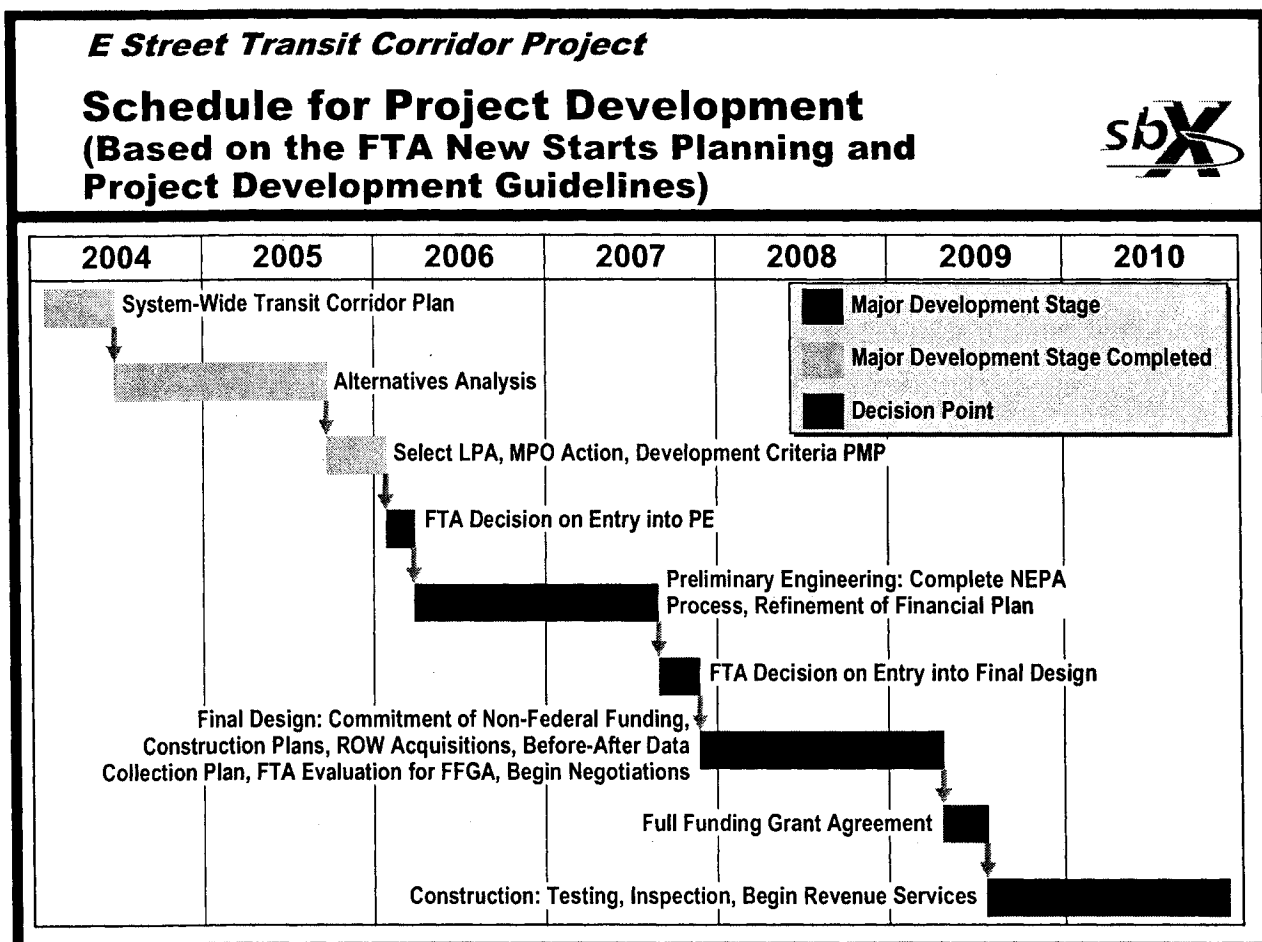 E Street Transit Corridor Project
Schedule for Project Development
(Based on the FTA New Starts Planning and
Project Development Guidelines)
sbX
2004 2005 2006 2007 2008 2009 2010
System-Wide Transit Corridor Plan
Major Development Stage
Major Development Stage Completed
Decision Point
Alternatives Analysis
Select LPA, MPO Action, Development Criteria PMP
FTA Decision on Entry into PE
Preliminary Engineering: Complete NEPA
Process, Refinement of Financial Plan
FTA Decision on Entry into Final Design
Final Design: Commitment of Non-Federal Funding,
Construction Plans, ROW Acquisitions, Before-After Data
Collection Plan, FTA Evaluation for FFGA, Begin Negotiations
Full Funding Grant Agreement
Construction: Testing, Inspection, Begin Revenue Services